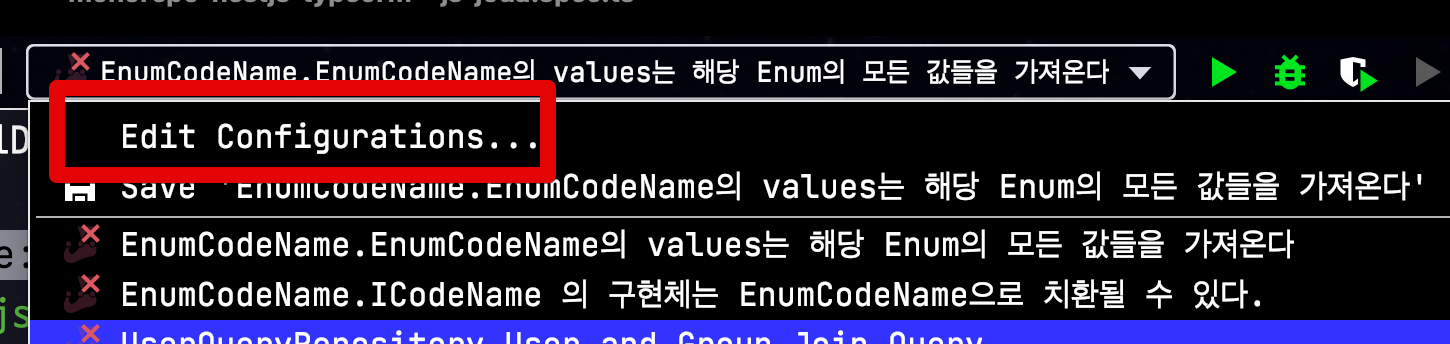 EnumCodeName.EnumCodeName의 values는 해당 Enum의 모든 값들을 가져온다
Edit Configurations...
Save 'EnumCodeName.EnumCodeName의 values는 해당 Enum의 모든 값들을 가져온다'
EnumCodeName.EnumCodeName의 values는 해당 Enum의 모든 값들을 가져온다
EnumCodeName.ICodeName 의 구현체는 EnumCodeName으로 치환될 수 있다.
js
UserQueryRepository User and Group Join Query